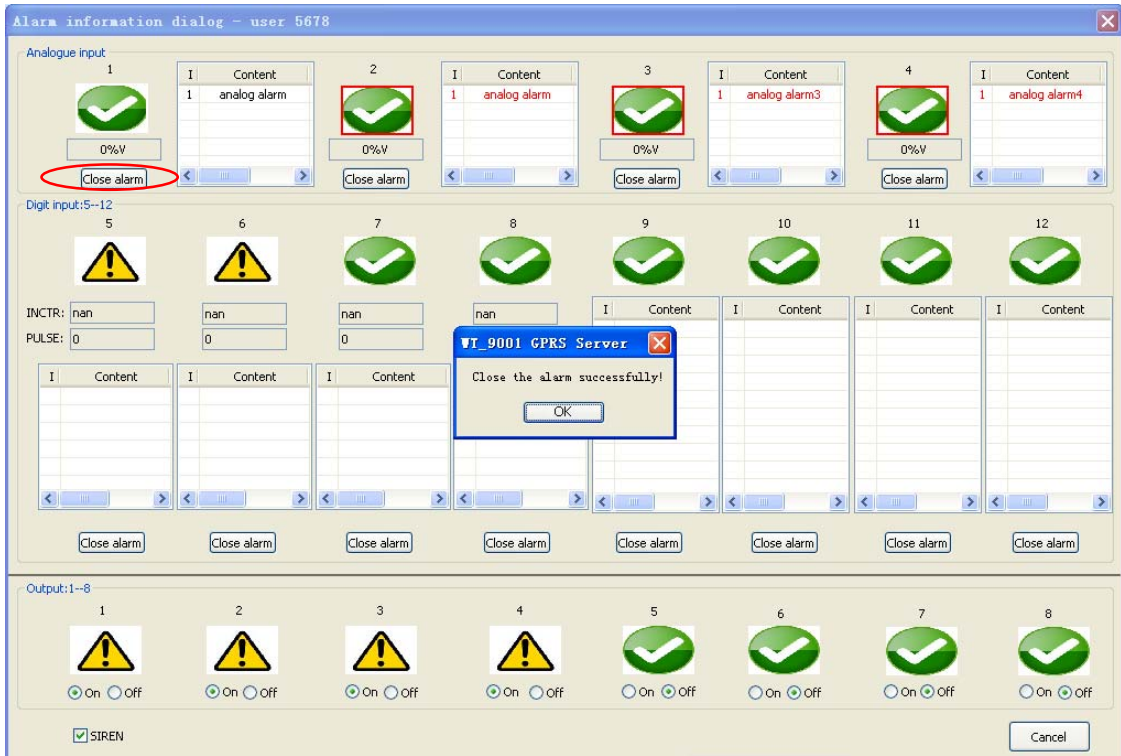 Alarm information dialog - user 5678
Analogue input
1 2 3 4
I Content I Content I Content I Content
1 analog alarm 1 analog alarm 1 analog alarm3 1 analog alarm4
0%V 0%V 0%V 0%V
Close alarm Close alarm Close alarm Close alarm
Digit input:5--12
5 6 7 8 9 10 11 12
INCTR: nan nan nan nan
I Content I Content I Content I Content
PULSE: 0 0 0
WI_9001 GPRS Server
Close the alarm successfully!
OK
I Content I Content I Content
Close alarm Close alarm Close alarm Close alarm Close alarm Close alarm Close alarm Close alarm
Output:1--8
1 2 3 4 5 6 7 8
On Off On Off On Off On Off On Off On Off On Off On Off
SIREN
Cancel